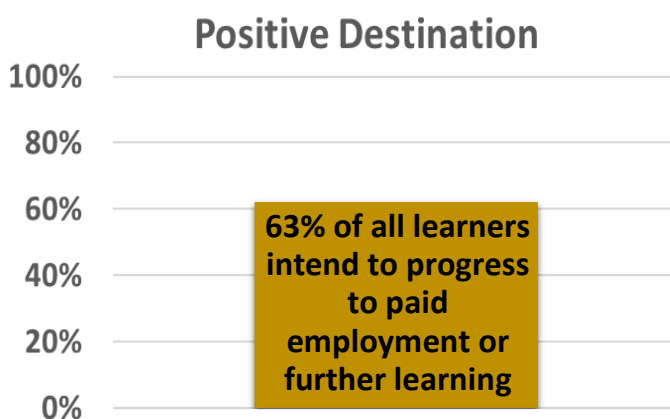 Positive Destination
100%
80%
60%
40%
20%
0%
63% of all learners
intend to progress
to paid
employment or
further learning